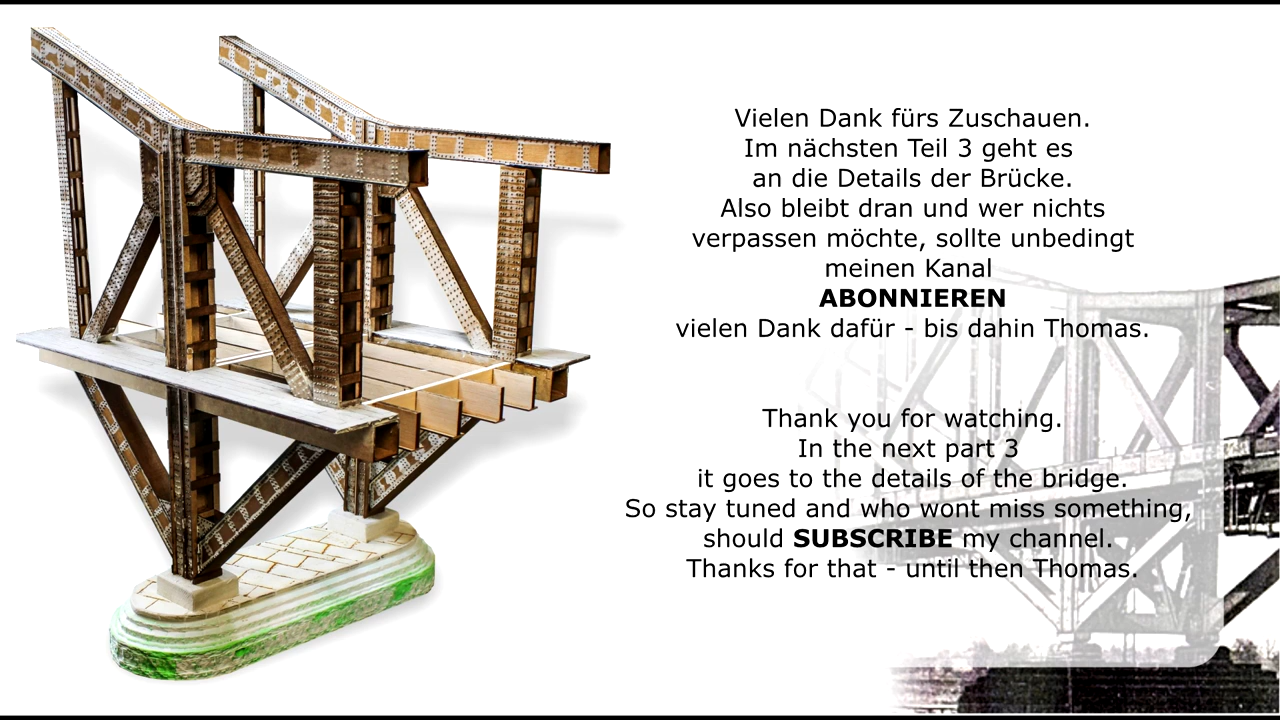 Vielen Dank fürs Zuschauen.
Im nächsten Teil 3 geht es
an die Details der Brücke.
Also bleibt dran und wer nichts
verpassen möchte, sollte unbedingt
meinen Kanal
ABONNIEREN
vielen Dank dafür - bis dahin Thomas.
Thank you for watching.
In the next part 3
it goes to the details of the bridge.
So stay tuned and who wont miss something,
should SUBSCRIBE my channel.
Thanks for that - until then Thomas.